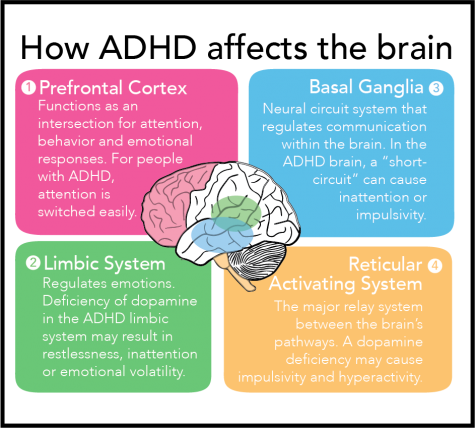 How ADHD affects the brain
1 Prefrontal Cortex
Functions as an
intersection for attention,
behavior and emotional
responses. For people
with ADHD,
attention is
switched easily.
2 Limbic System
Regulates emotions.
Deficiency of dopamine
in the ADHD limbic
system may result in
restlessness, inattention
or emotional volatility.
Basal Ganglia 3
Neural circuit system that
regulates communication
within the brain. In the
ADHD brain, a “short-
circuit” can cause
inattention or
impulsivity.
Reticular 4
Activating System
The major relay system
between the brain’s
pathways. A dopamine
deficiency may cause
impulsivity and hyperactivity.